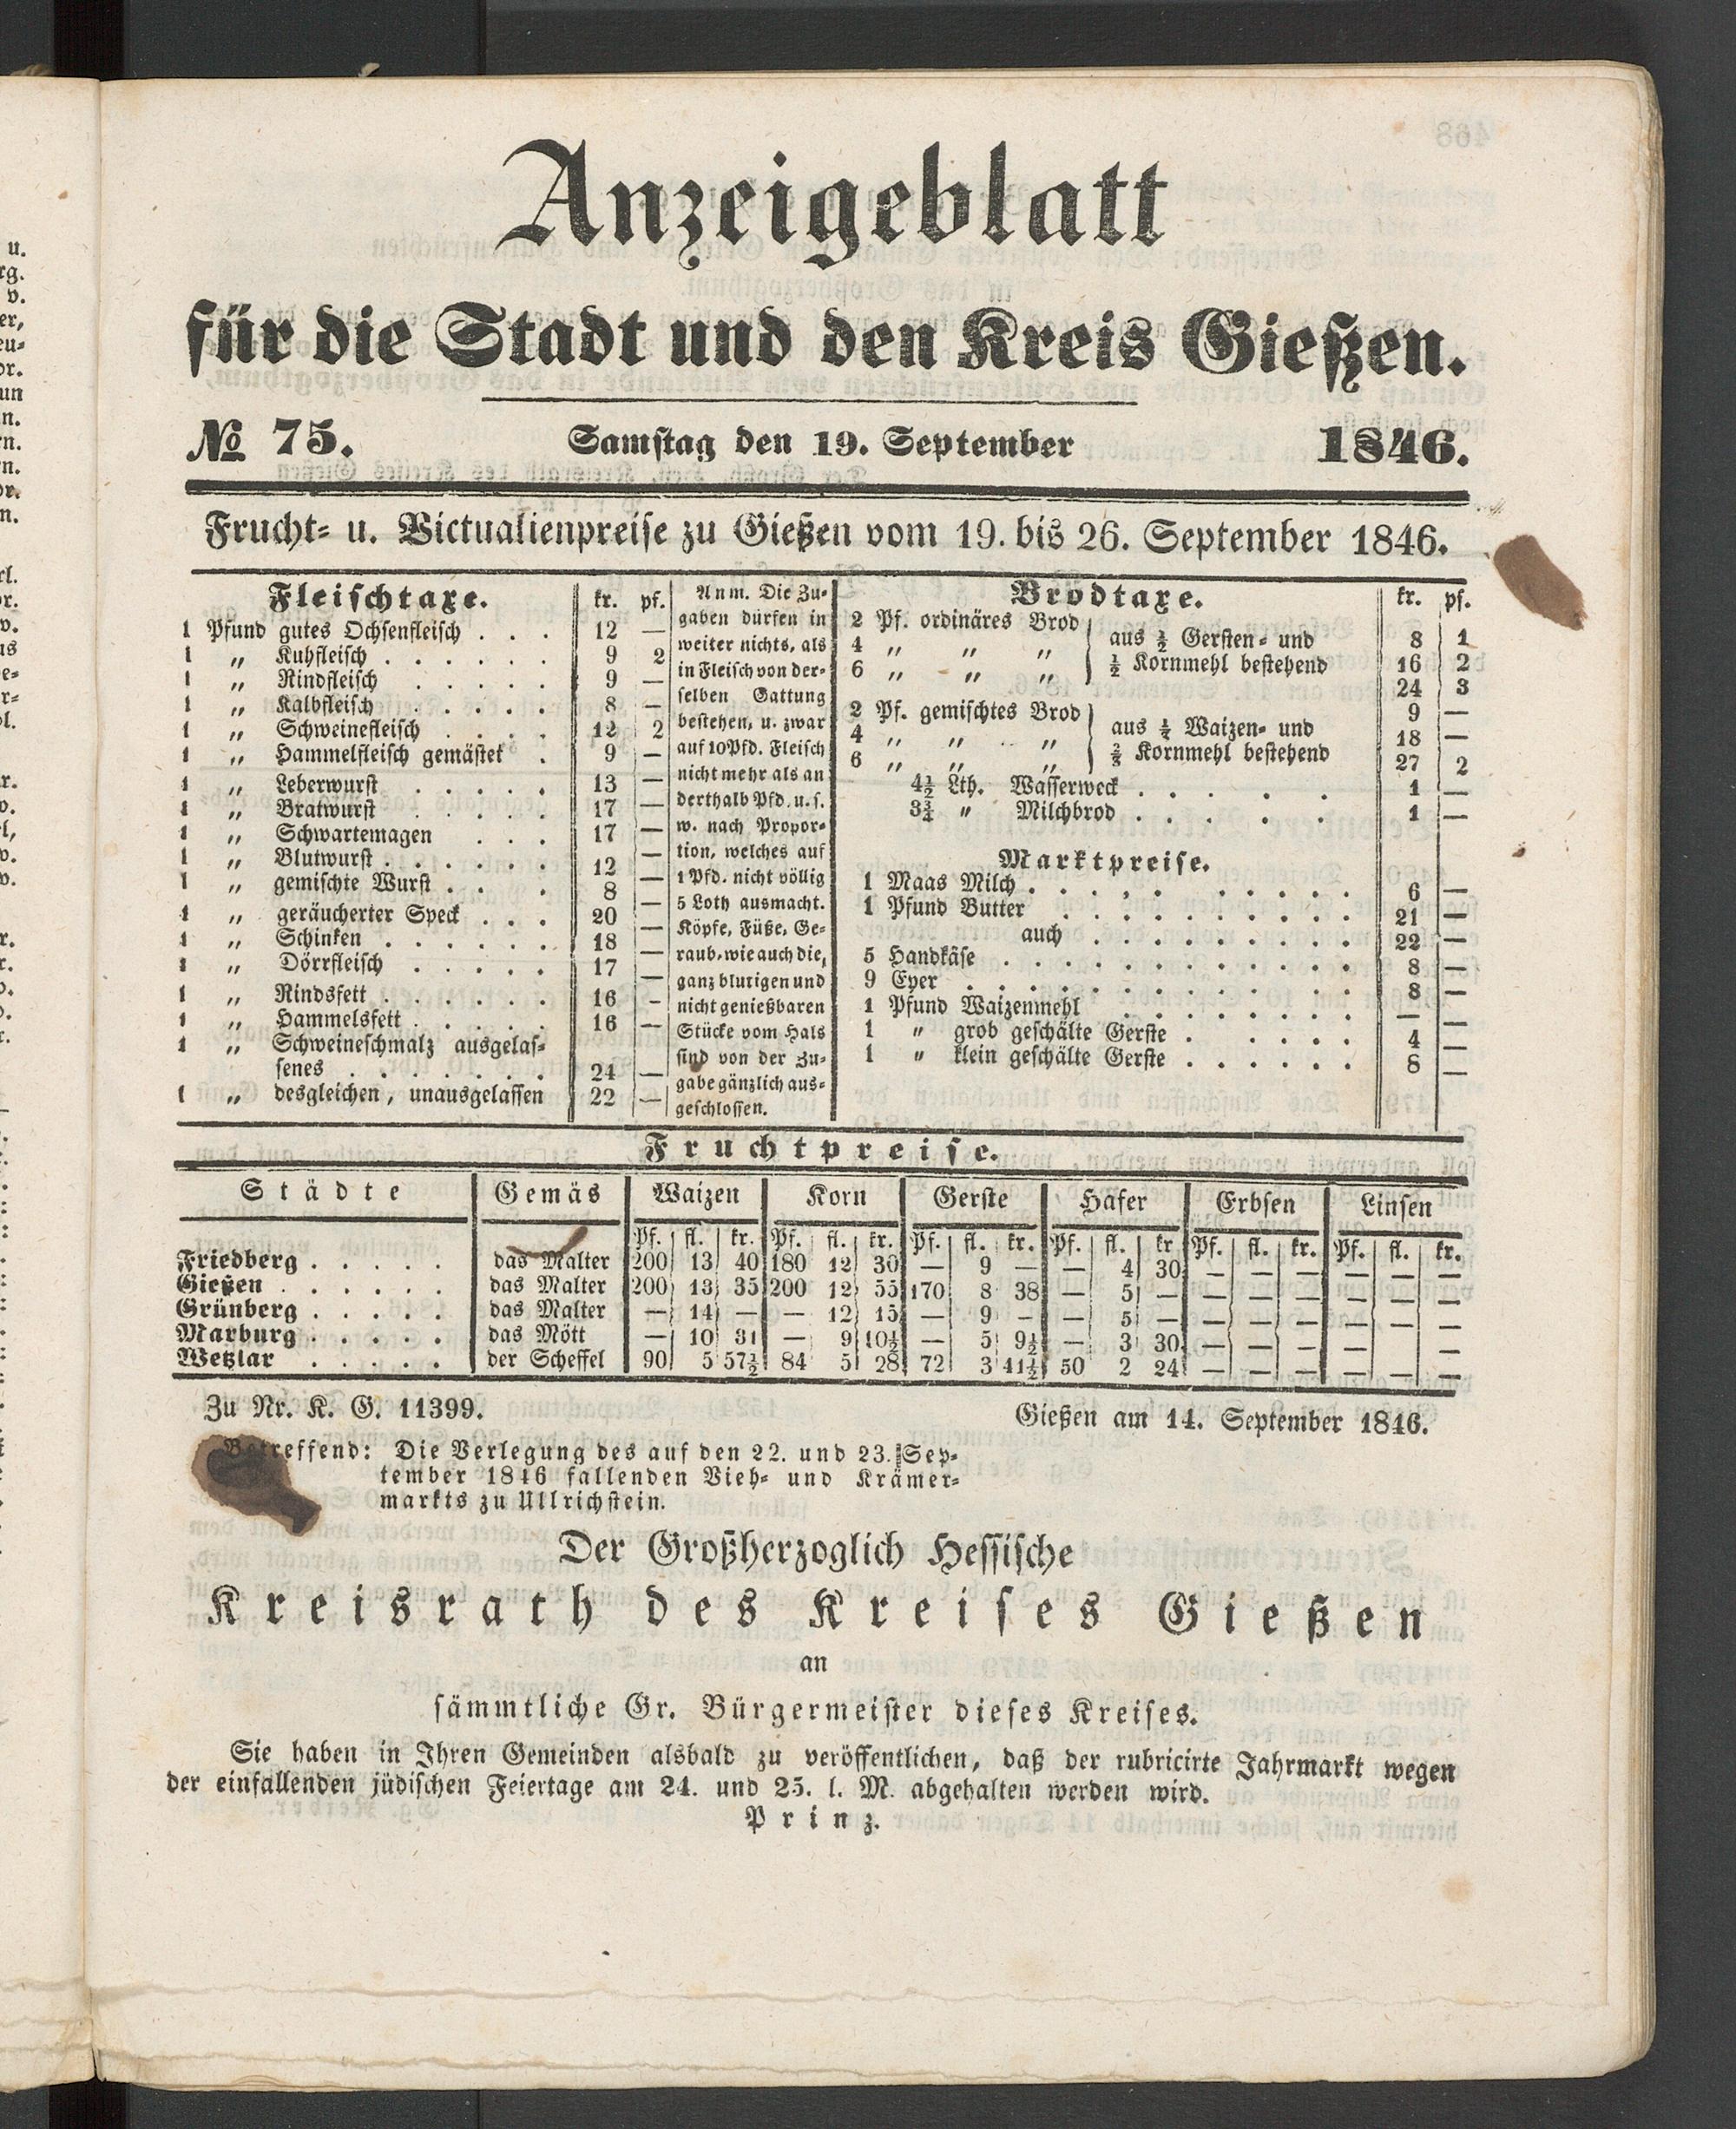 Anzeigeblatt
für die Stadt und den Kreis Gießen.
№ 75. Samstag den 19. September 1846.
Frucht- u. Victualienpreise zu Gießen vom 19. bis 26. September 1846.
Fleischtaxe. kr. pf.
1 Pfund gutes Ochsenfleisch . . . 12 —
1 „ Kuhfleisch . . . . . . 9 2
1 „ Rindfleisch . . . . . 9 —
1 „ Kalbfleisch . . . . . 8 —
1 „ Schweinefleisch . . . . 12 2
1 „ Hammelfleisch gemästet . 9 —
1 „ Leberwurst . . . . . 13 —
1 „ Bratwurst . . . . . 17 —
1 „ Schwartemagen . . . 17 —
1 „ Blutwurst . . . . . . 12 —
1 „ gemischte Wurst . . . . 8 —
1 „ geräucherter Speck . . . 20 —
1 „ Schinken . . . . . . 18 —
1 „ Dörrfleisch . . . . . 17 —
1 „ Rindsfett . . . . . . 16 —
1 „ Hammelsfett . . . . . 16 —
1 „ Schweineschmalz ausgelas-
senes . . . . . . . 24 —
1 „ desgleichen, unausgelassen 22 —
Anm. Die Zu-
gaben dürfen in
weiter nichts, als
in Fleisch von der-
selben Gattung
bestehen, u. zwar
auf 10 Pfd. Fleisch
nicht mehr als an
derthalb Pfd. u. s.
w. nach Propor-
tion, welches auf
1 Pfd. nicht völlig
5 Loth ausmacht.
Köpfe, Füße, Ge-
raub, wie auch die,
ganz blutigen und
nicht genießbaren
Stücke vom Hals
sind von der Zu-
gabe gänzlich aus-
geschlossen.
Brodtaxe. kr. pf.
2 Pf. ordinäres Brod aus ½ Gersten- und 8 1
4 „ „ „ ½ Kornmehl bestehend 16 2
6 „ „ „ 24 3
2 Pf. gemischtes Brod aus Waizen- und 9 —
4 „ „ „ Kornmehl bestehend 18 —
6 „ „ „ 27 2
4½ Lth. Wasserweck . . . . . 1 —
3¾ „ Milchbrod . . . . . 1 —
Marktpreise.
1 Maas Milch . . . . . . . . . 6 —
1 Pfund Butter . . . . . . . . . 21 —
auch . . . . . . . . 22 —
5 Handkäse . . . . . . . . . . . 8 —
9 Eyer . . . . . . . . . . . . 8 —
1 Pfund Waizenmehl . . . . . . . — —
1 „ grob geschälte Gerste . . . . . 4 —
1 „ klein geschälte Gerste . . . . . . 8 —
Fruchtpreise.
Städte Gemäs Waizen Korn Gerste Hafer Erbsen Linsen
Pf. fl. kr. Pf. fl. kr. Pf. fl. kr. Pf. fl. kr Pf. fl. kr. Pf. fl. kr.
Friedberg . . . . . das Malter 200 13 40 180 12 30 — 9 — — 4 30 — — — — — —
Gießen . . . . . . das Malter 200 13 35 200 12 55 170 8 38 — 5 — — — — — — —
Grünberg . . . . . das Malter — 14 — — 12 15 — 9 — — 5 — — — — — — —
Marburg . . . . . das Mött — 10 31 — 9 10½ — 5 9½ — 3 30 — — — — — —
Wetzlar . . . . . der Scheffel 90 5 57½ 84 5 28 72 3 41½ 50 2 24 — — — — — —
Zu Nr. K. G. 11399. Gießen am 14. September 1846.
Betreffend: Die Verlegung des auf den 22. und 23. Sep-
tember 1846 fallenden Vieh- und Krämer-
markts zu Ullrichstein.
Der Großherzoglich Hessische
Kreisrath des Kreises Gießen
an
sämmtliche Gr. Bürgermeister dieses Kreises.
Sie haben in Ihren Gemeinden alsbald zu veröffentlichen, daß der rubricirte Jahrmarkt wegen
der einfallenden jüdischen Feiertage am 24. und 25. l. M. abgehalten werden wird.
Prinz.